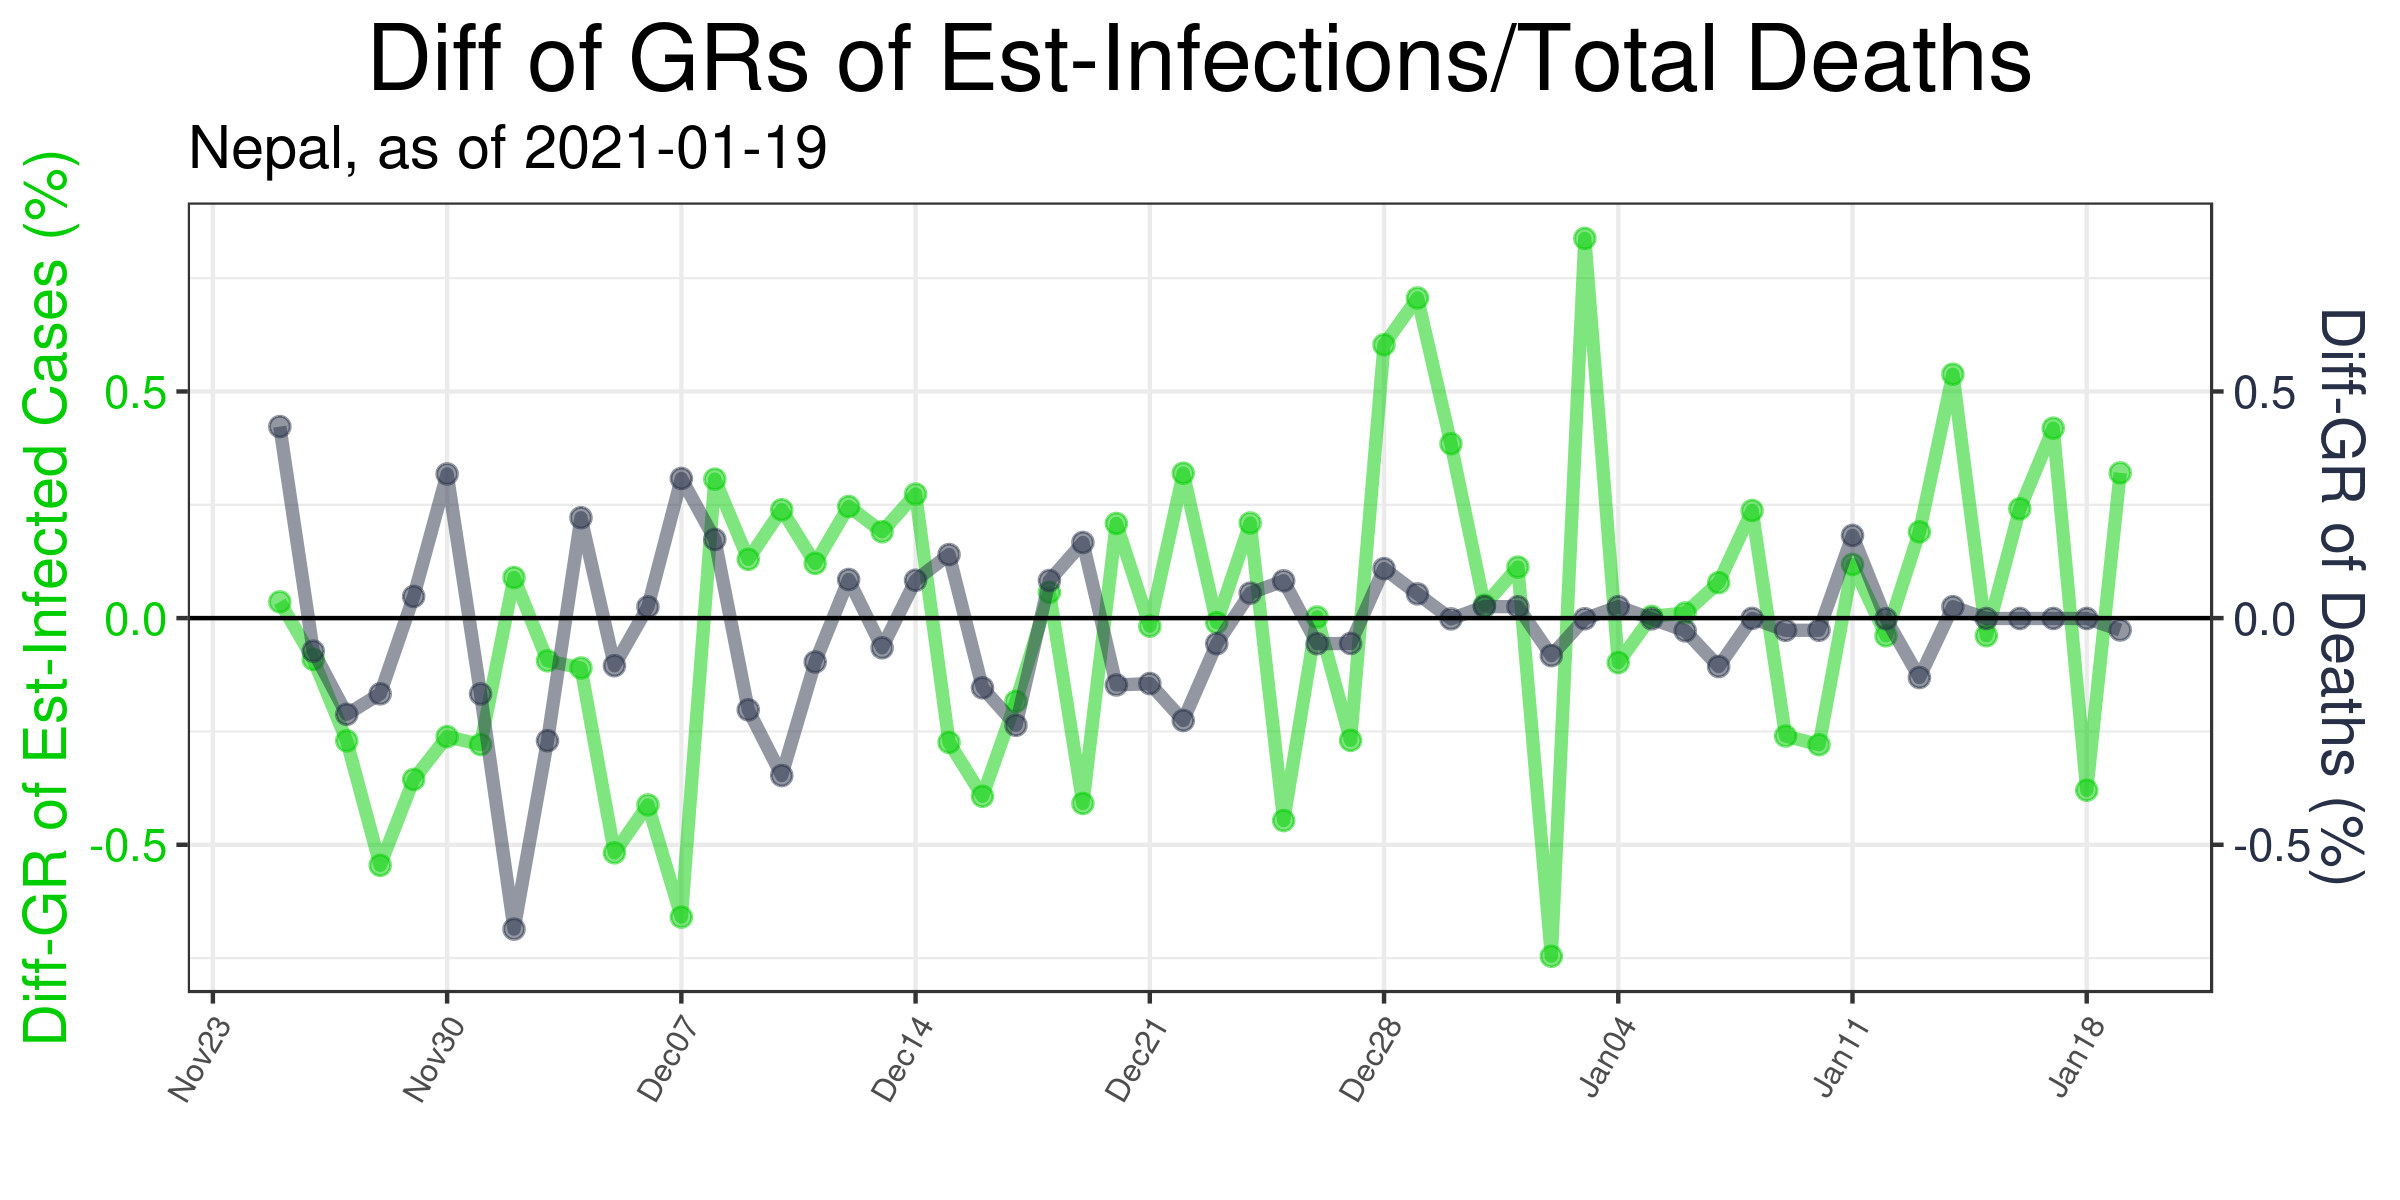 Diff of GRs of Est-Infections/Total Deaths
Nepal, as of 2021-01-19
Diff-GR of Est-Infected Cases (%)
0.5
0.0
-0.5
0.5
0.0
-0.5
Diff-GR of Deaths (%)
Nov23
Nov30
Dec07
Dec14
Dec21
Dec28
Jan04
Jan11
Jan18